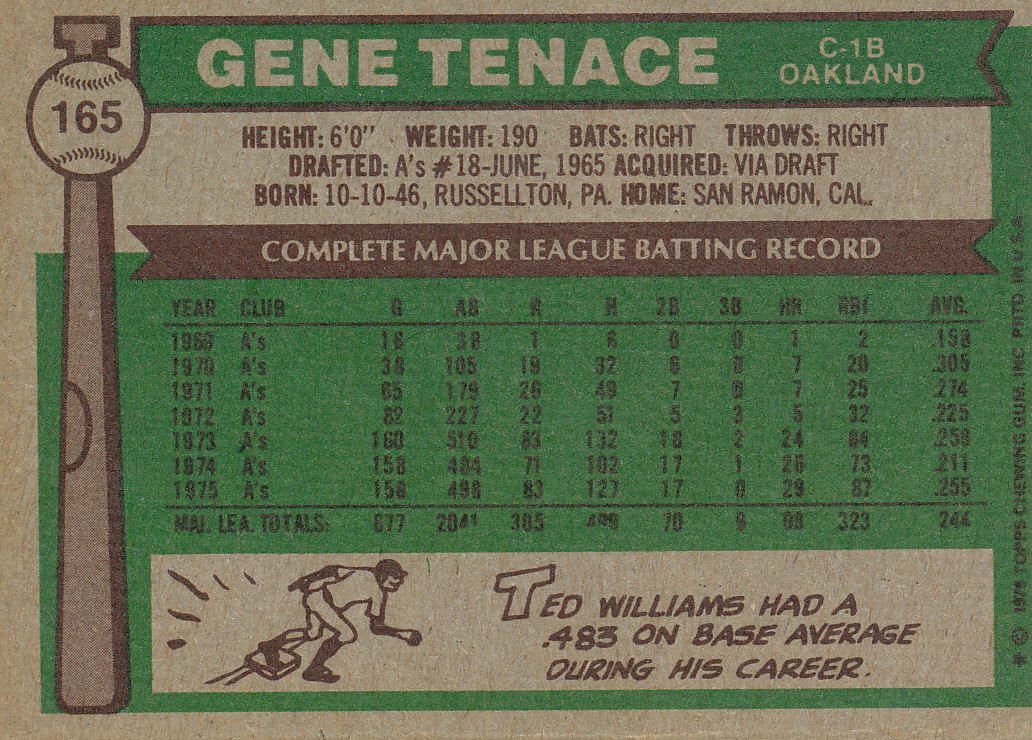 165
GENE TENACE
C-1B
OAKLAND
HEIGHT: 6'0" WEIGHT: 190 BATS: RIGHT THROWS: RIGHT
DRAFTED: A's #18-JUNE, 1965 ACQUIRED: VIA DRAFT
BORN: 10-10-46, RUSSELLTON, PA. HOME: SAN RAMON, CAL.
COMPLETE MAJOR LEAGUE BATTING RECORD
YEAR CLUB G AB R H 2B 3B HR RBI AVG.
1969 A's 16 38 1 6 0 0 1 2 .158
1970 A's 38 105 19 32 6 0 7 20 .305
1971 A's 65 179 26 49 7 0 7 25 .274
1972 A's 82 227 22 51 5 3 5 32 .225
1973 A's 160 510 83 132 18 2 24 84 .259
1974 A's 158 484 71 102 17 1 26 73 .211
1975 A's 158 498 83 127 17 0 29 87 .255
MAJ. LEA. TOTALS: 677 2041 305 499 70 6 99 323 .244
TED WILLIAMS HAD A
.483 ON BASE AVERAGE
DURING HIS CAREER.
© 1976 TOPPS CHEWING GUM, INC. PRTD. IN U.S.A.